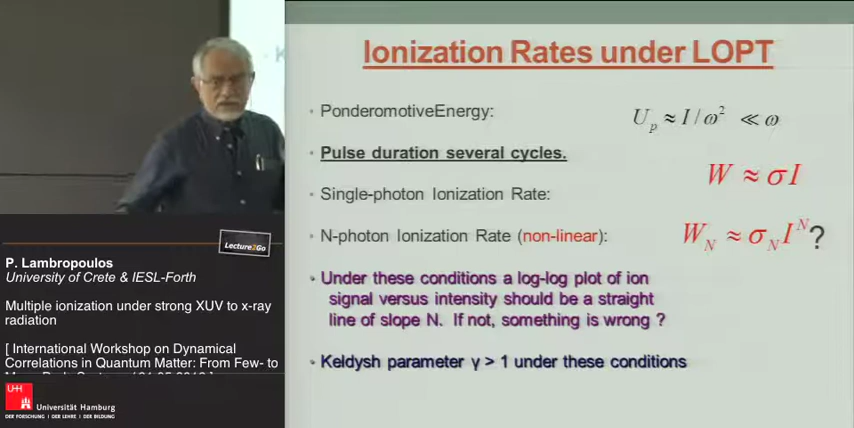 Ionization Rates under LOPT
• PonderomotiveEnergy: U_p ≈ I/ω² ≪ ω
• Pulse duration several cycles.
W ≈ σI
• Single-photon Ionization Rate:
• N-photon Ionization Rate (non-linear): W_N ≈ σ_N I^N ?
• Under these conditions a log-log plot of ion
signal versus intensity should be a straight
line of slope N. If not, something is wrong ?
• Keldysh parameter γ > 1 under these conditions
Lecture2Go
P. Lambropoulos
University of Crete & IESL-Forth
Multiple ionization under strong XUV to x-ray
radiation
[ International Workshop on Dynamical
Correlations in Quantum Matter: From Few- to
UH
Universität Hamburg
DER FORSCHUNG | DER LEHRE | DER BILDUNG